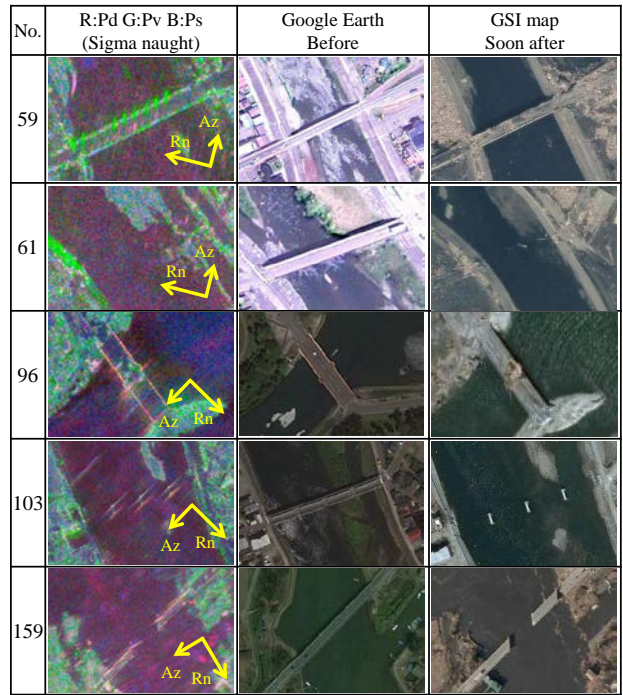 No.
R:Pd G:Pv B:Ps
(Sigma naught)
Google Earth
Before
GSI map
Soon after
59
Rn
Az
61
Rn
Az
96
Az
Rn
103
Az
Rn
159
Az
Rn